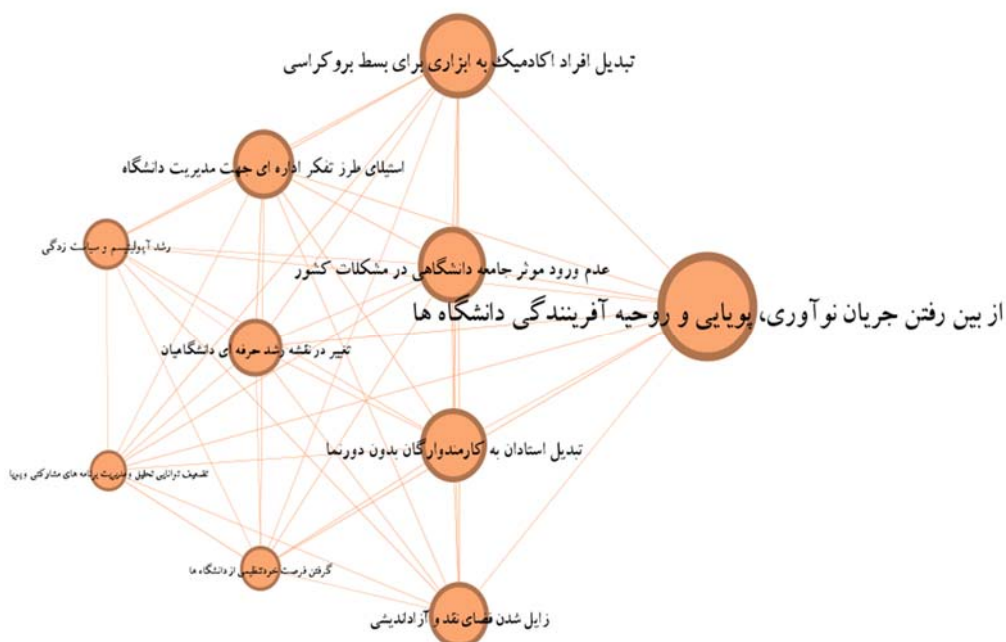 تبدیل افراد اکادمیک به ابزاری برای بسط بروکراسی
استیلای طرز تفکر اداره ای جهت مدیریت دانشگاه
رشد آپولیتیسم و سیاست زدگی
عدم ورود موثر جامعه دانشگاهی در مشکلات کشور
از بین رفتن جریان نوآوری، پویایی و روحیه آفرینندگی دانشگاه ها
تغییر در نقشه رشد حرفه ای دانشگاهیان
تبدیل استادان به کارمندوارگان بدون دورنما
تضعیف توانایی تحقیق و مدیریت برنامه های مشارکتی و پویا
گرفتن فرصت خودتنظیمی از دانشگاه ها
زایل شدن فضای نقد و آزاداندیشی